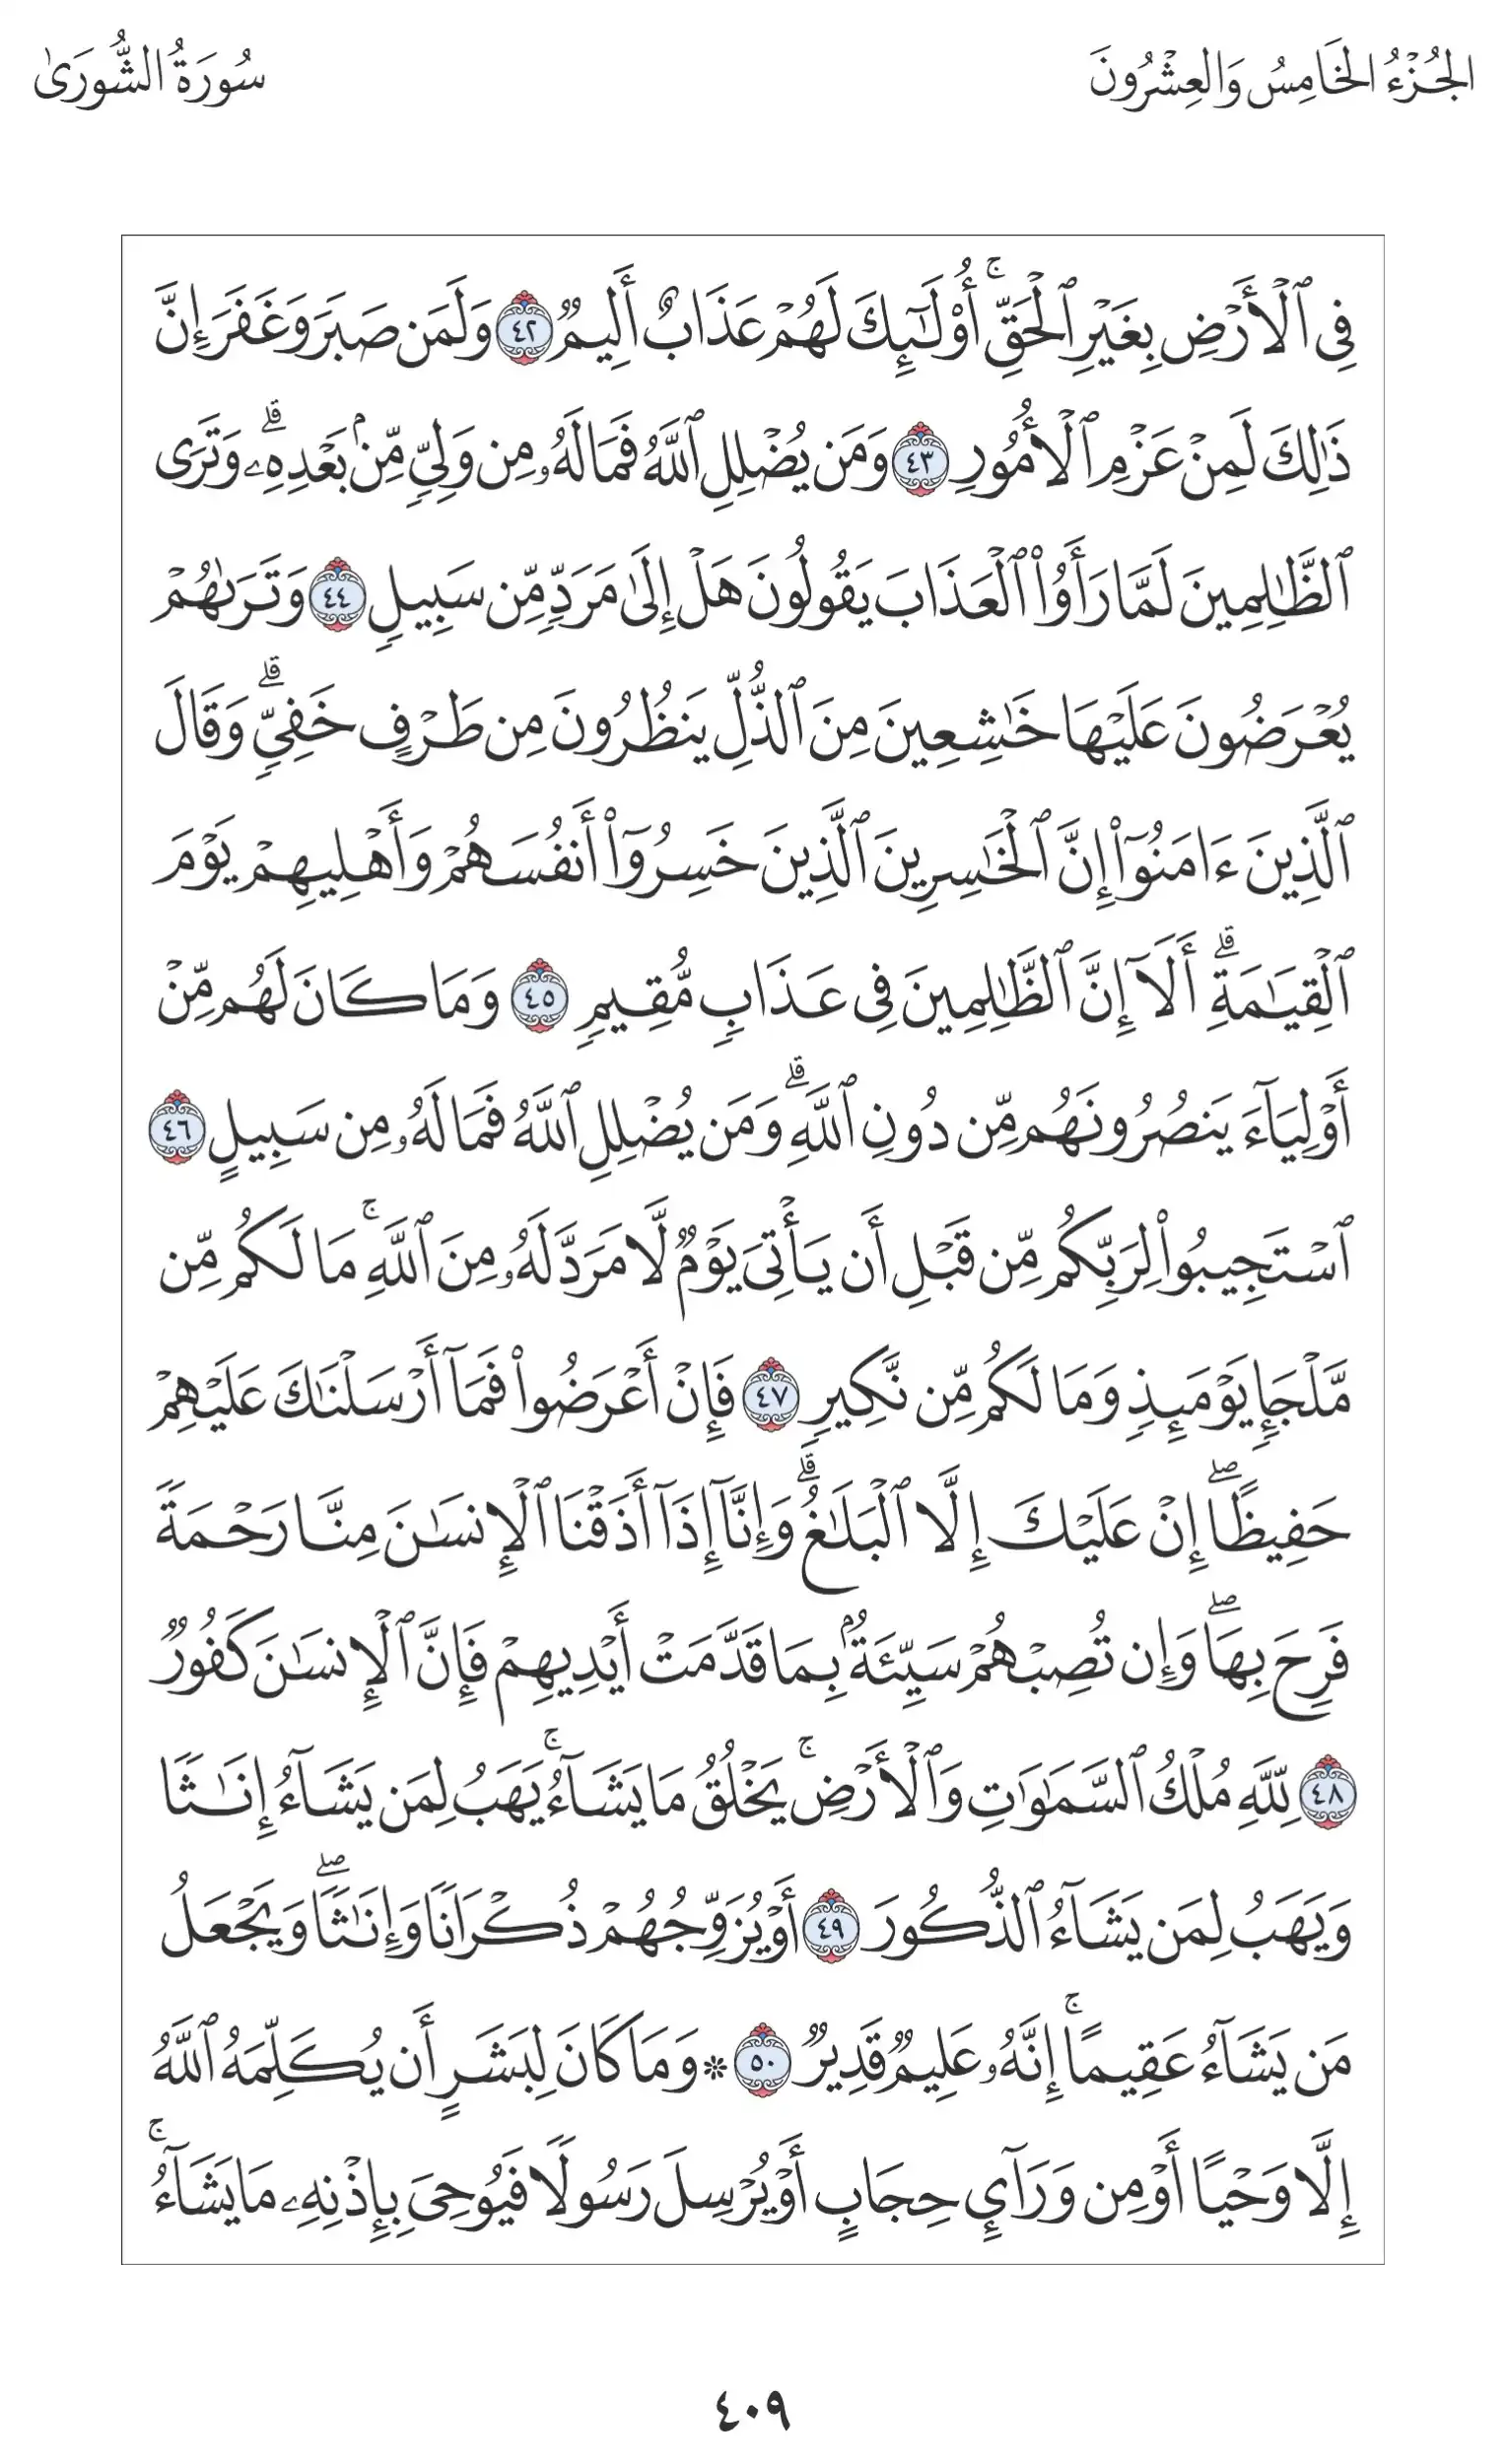 الجُزْءُ الخَامِسُ وَالعِشْرُونَ
سُورَةُ الشُّورَىٰ
فِي ٱلْأَرْضِ بِغَيْرِ ٱلْحَقِّۚ أُو۟لَـٰٓئِكَ لَهُمْ عَذَابٌ أَلِيمٌ ٤٢ وَلَمَن صَبَرَ وَغَفَرَ إِنَّ
ذَٰلِكَ لَمِنْ عَزْمِ ٱلْأُمُورِ ٤٣ وَمَن يُضْلِلِ ٱللَّهُ فَمَا لَهُۥ مِن وَلِيٍّ مِّنۢ بَعْدِهِۦۗ وَتَرَى
ٱلظَّـٰلِمِينَ لَمَّا رَأَوُا۟ ٱلْعَذَابَ يَقُولُونَ هَلْ إِلَىٰ مَرَدٍّ مِّن سَبِيلٍ ٤٤ وَتَرَىٰهُمْ
يُعْرَضُونَ عَلَيْهَا خَـٰشِعِينَ مِنَ ٱلذُّلِّ يَنظُرُونَ مِن طَرْفٍ خَفِيٍّۗ وَقَالَ
ٱلَّذِينَ ءَامَنُوٓا۟ إِنَّ ٱلْخَـٰسِرِينَ ٱلَّذِينَ خَسِرُوٓا۟ أَنفُسَهُمْ وَأَهْلِيهِمْ يَوْمَ
ٱلْقِيَـٰمَةِۗ أَلَآ إِنَّ ٱلظَّـٰلِمِينَ فِي عَذَابٍ مُّقِيمٍ ٤٥ وَمَا كَانَ لَهُم مِّنْ
أَوْلِيَآءَ يَنصُرُونَهُم مِّن دُونِ ٱللَّهِۗ وَمَن يُضْلِلِ ٱللَّهُ فَمَا لَهُۥ مِن سَبِيلٍ ٤٦
ٱسْتَجِيبُوا۟ لِرَبِّكُم مِّن قَبْلِ أَن يَأْتِيَ يَوْمٌ لَّا مَرَدَّ لَهُۥ مِنَ ٱللَّهِۚ مَا لَكُم مِّن
مَّلْجَإٍ يَوْمَئِذٍ وَمَا لَكُم مِّن نَّكِيرٍ ٤٧ فَإِنْ أَعْرَضُوا۟ فَمَآ أَرْسَلْنَـٰكَ عَلَيْهِمْ
حَفِيظًاۖ إِنْ عَلَيْكَ إِلَّا ٱلْبَلَـٰغُۗ وَإِنَّآ إِذَآ أَذَقْنَا ٱلْإِنسَـٰنَ مِنَّا رَحْمَةً
فَرِحَ بِهَاۖ وَإِن تُصِبْهُمْ سَيِّئَةٌۢ بِمَا قَدَّمَتْ أَيْدِيهِمْ فَإِنَّ ٱلْإِنسَـٰنَ كَفُورٌ
٤٨ لِلَّهِ مُلْكُ ٱلسَّمَـٰوَٰتِ وَٱلْأَرْضِۚ يَخْلُقُ مَا يَشَآءُۚ يَهَبُ لِمَن يَشَآءُ إِنَـٰثًا
وَيَهَبُ لِمَن يَشَآءُ ٱلذُّكُورَ ٤٩ أَوْ يُزَوِّجُهُمْ ذُكْرَانًا وَإِنَـٰثًاۖ وَيَجْعَلُ
مَن يَشَآءُ عَقِيمًاۚ إِنَّهُۥ عَلِيمٌ قَدِيرٌ ٥٠ ۞ وَمَا كَانَ لِبَشَرٍ أَن يُكَلِّمَهُ ٱللَّهُ
إِلَّا وَحْيًا أَوْ مِن وَرَآئِ حِجَابٍ أَوْ يُرْسِلَ رَسُولًا فَيُوحِيَ بِإِذْنِهِۦ مَا يَشَآءُۚ
٤٠٩